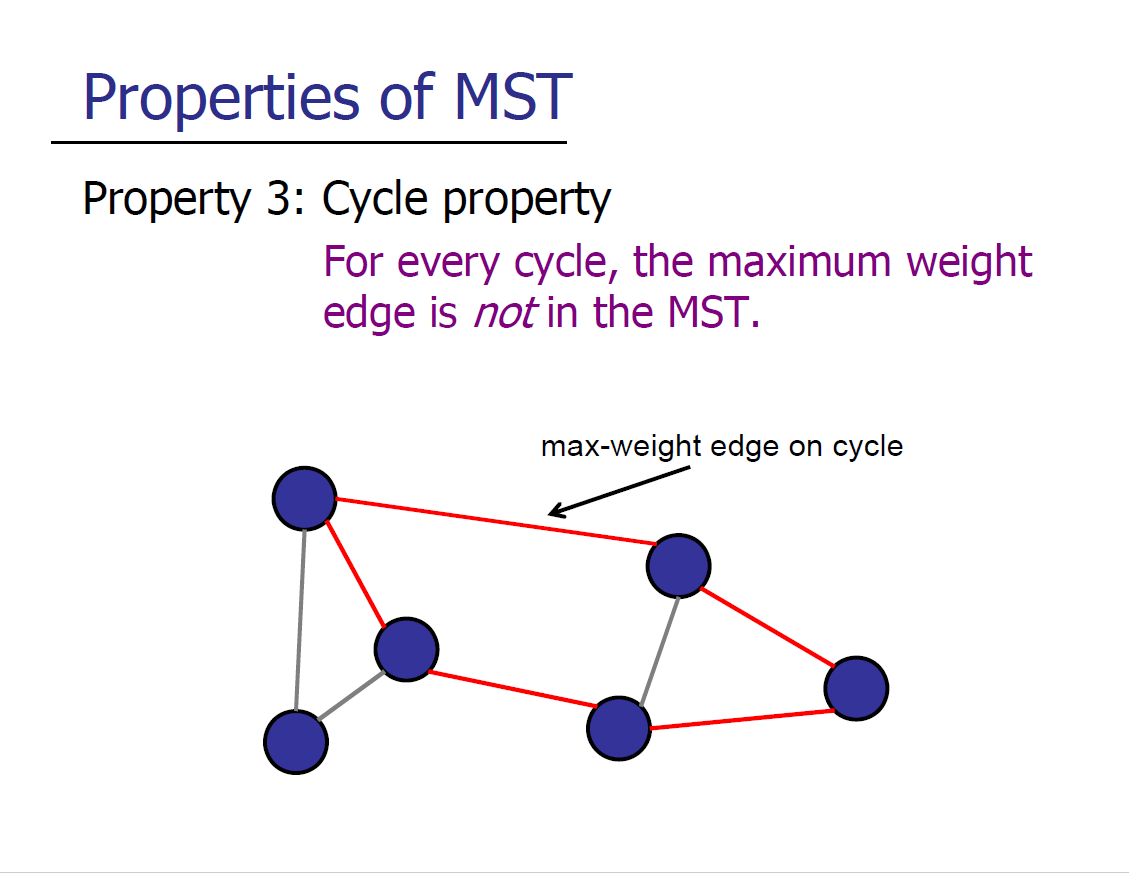 Properties of MST
Property 3: Cycle property
For every cycle, the maximum weight
edge is not in the MST.
max-weight edge on cycle